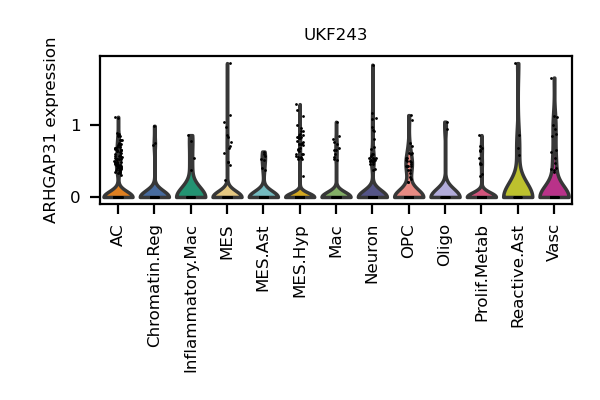 UKF243
ARHGAP31 expression
1
0
AC
Chromatin.Reg
Inflammatory.Mac
MES
MES.Ast
MES.Hyp
Mac
Neuron
OPC
Oligo
Prolif.Metab
Reactive.Ast
Vasc